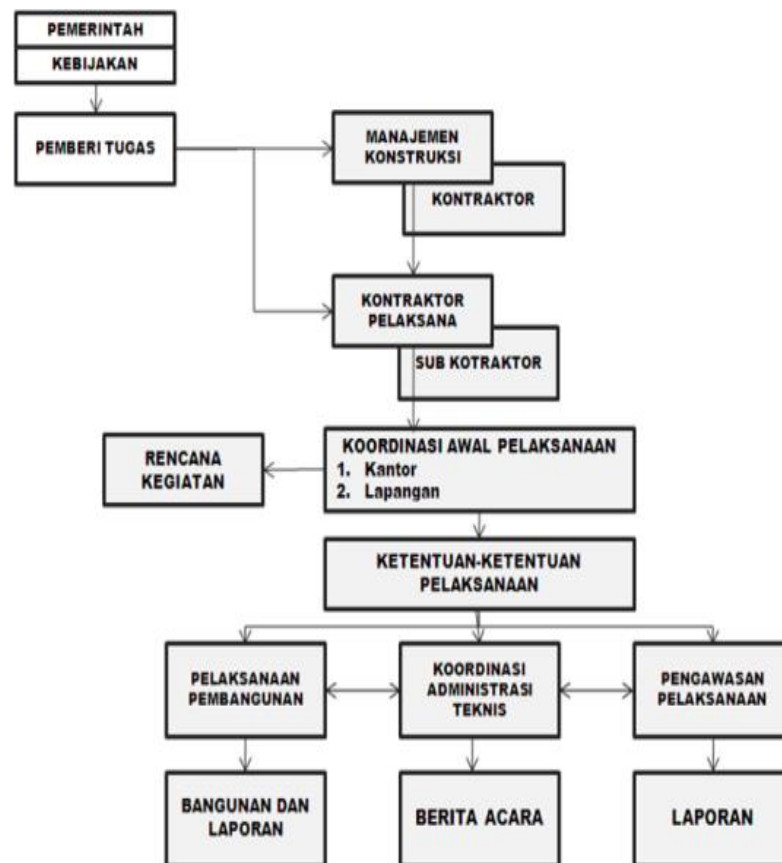 PEMERINTAH
KEBIJAKAN
PEMBERI TUGAS
MANAJEMEN
KONSTRUKSI
KONTRAKTOR
KONTRAKTOR
PELAKSANA
SUB KOTRAKTOR
KOORDINASI AWAL PELAKSANAAN
1. Kantor
2. Lapangan
RENCANA
KEGIATAN
KETENTUAN-KETENTUAN
PELAKSANAAN
PELAKSANAAN
PEMBANGUNAN
KOORDINASI
ADMINISTRASI
TEKNIS
PENGAWASAN
PELAKSANAAN
BANGUNAN DAN
LAPORAN
BERITA ACARA
LAPORAN